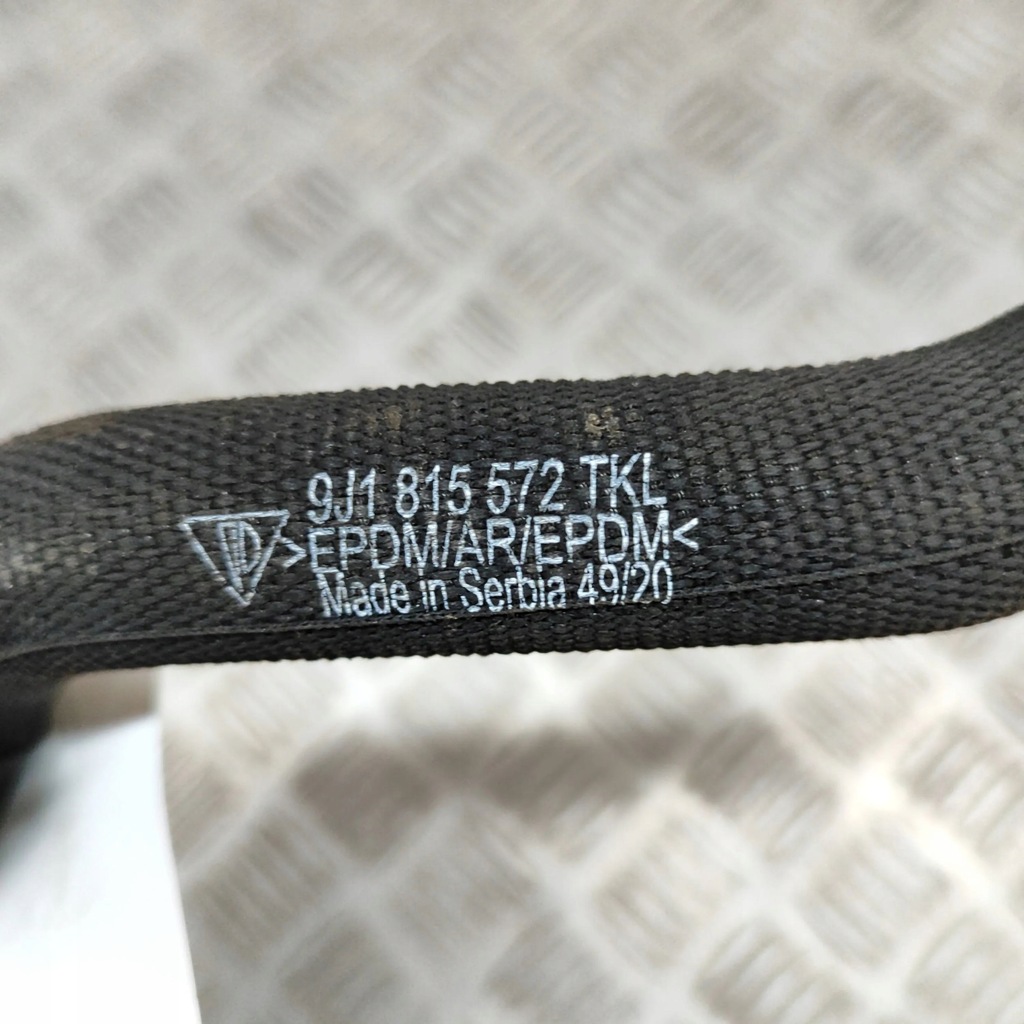 9J1 815 572 TKL
>EPDM/AR/EPDM<
Made in Serbia 49/20